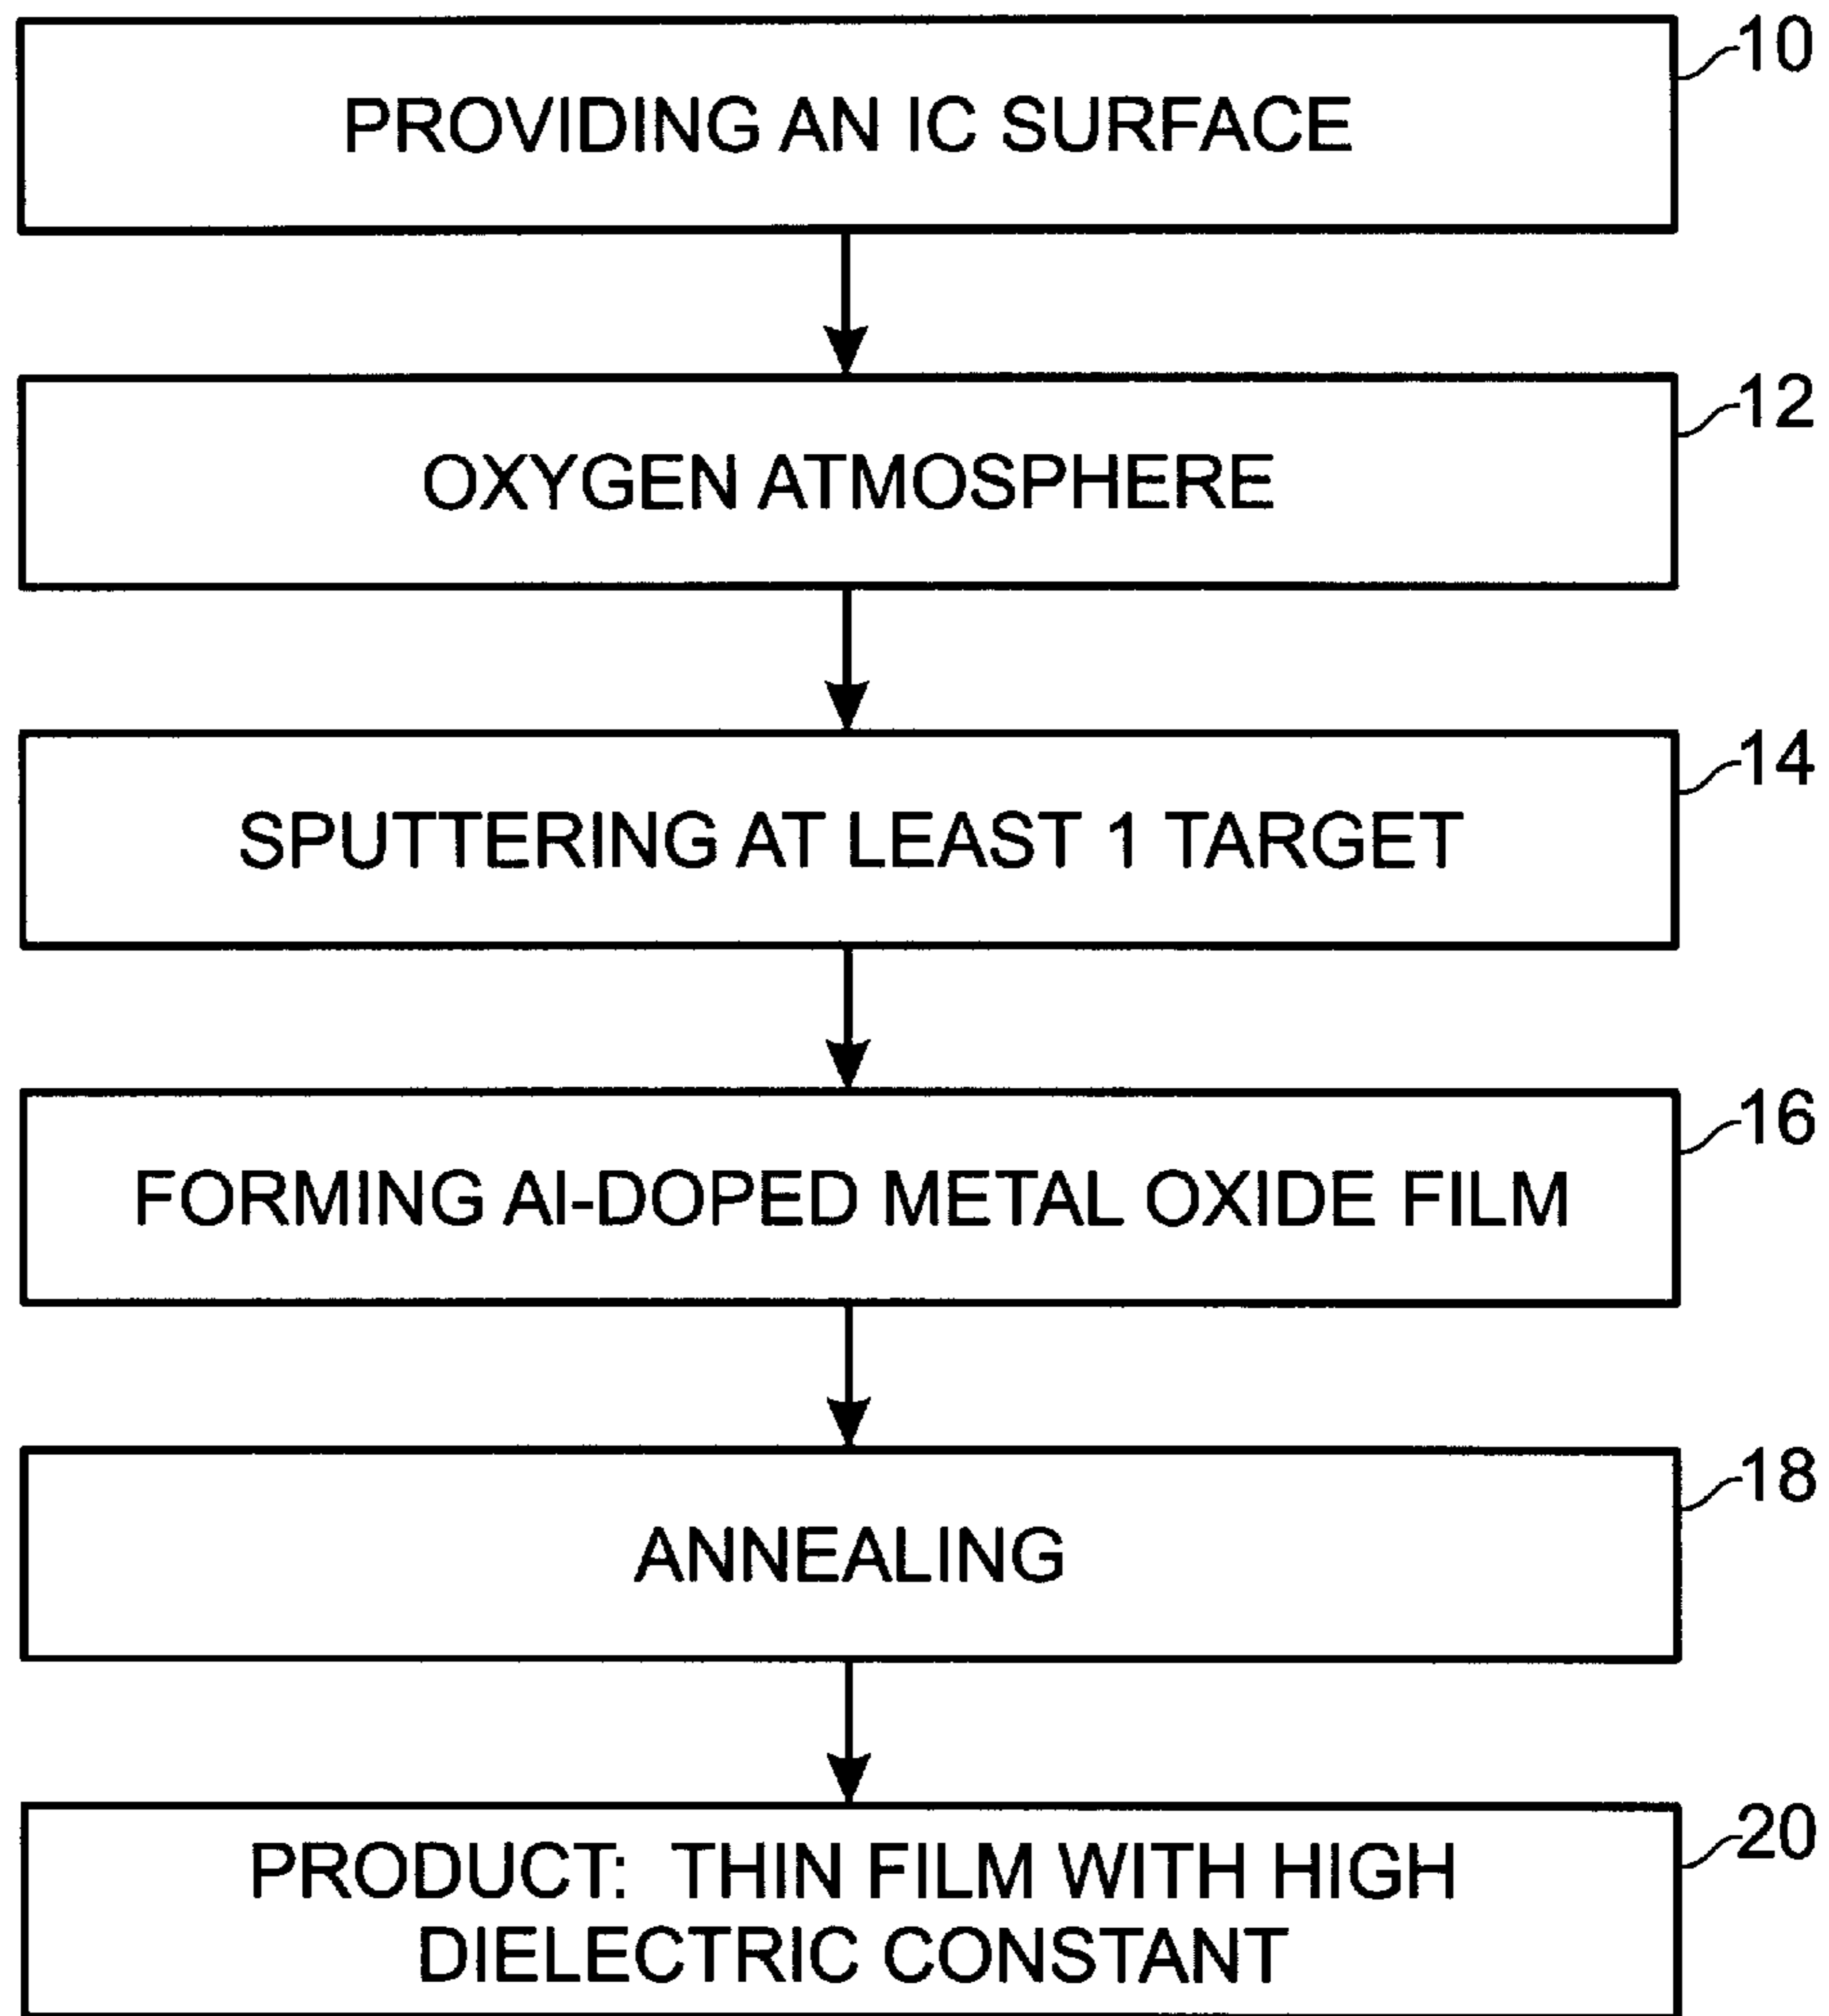 10
PROVIDING AN IC SURFACE
12
OXYGEN ATMOSPHERE
14
SPUTTERING AT LEAST 1 TARGET
16
FORMING Al-DOPED METAL OXIDE FILM
18
ANNEALING
20
PRODUCT: THIN FILM WITH HIGH
DIELECTRIC CONSTANT